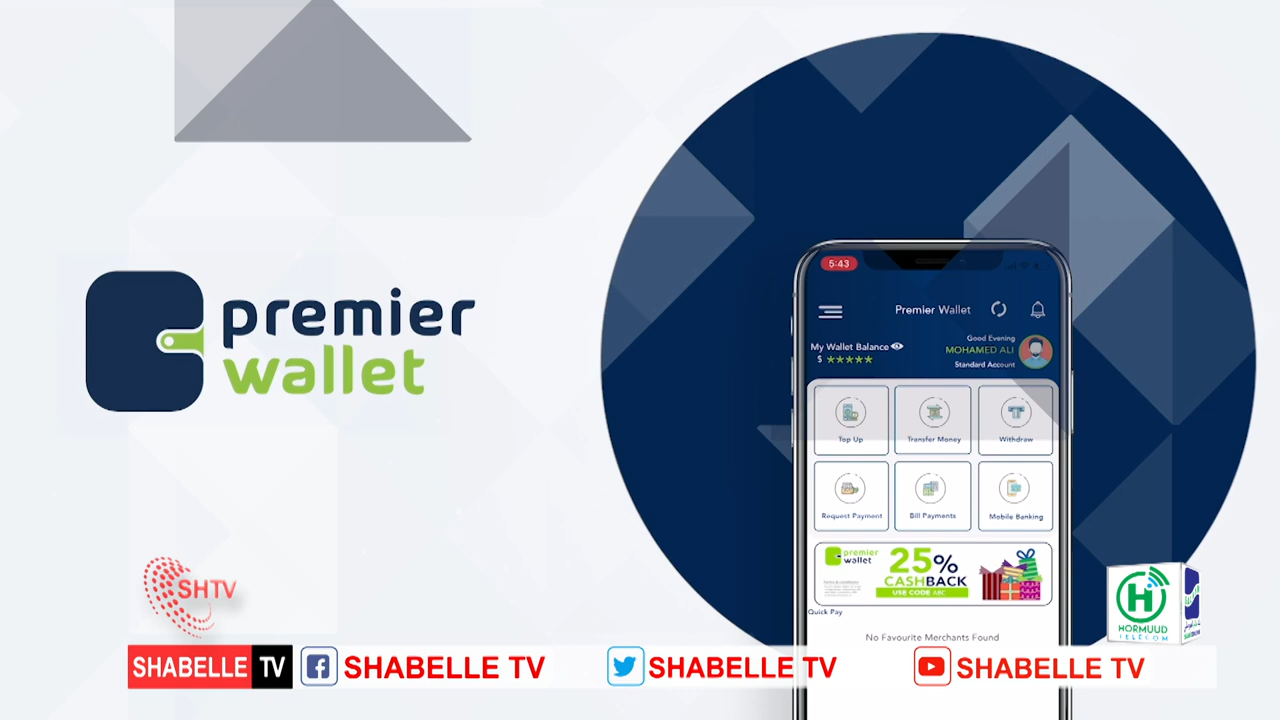 premier
wallet
5:43
Premier Wallet
Good Evening
My Wallet Balance
MOHAMED ALI
$ ★★★★★
Standard Account
Top Up
Transfer Money
Withdraw
Request Payment
Bill Payments
Mobile Banking
premier
wallet
25%
CASHBACK
USE CODE ABC
Quick Pay
No Favourite Merchants Found
SHTV
HORMUUD
TELECOM
SHABELLE TV
SHABELLE TV
SHABELLE TV
SHABELLE TV